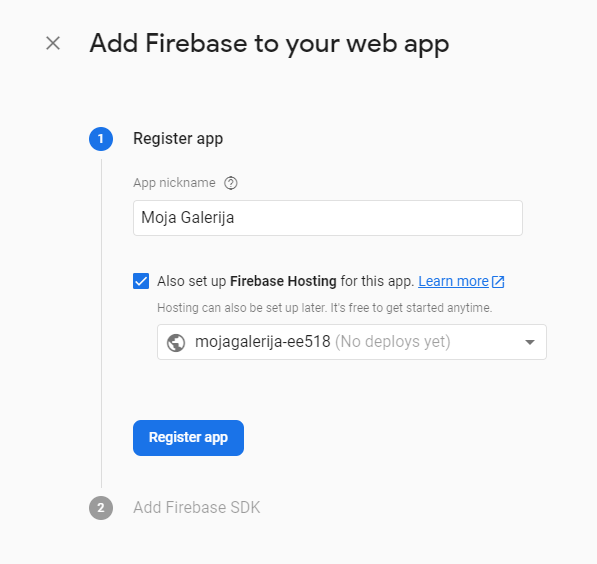 Add Firebase to your web app
1
Register app
App nickname
Moja Galerija
Also set up Firebase Hosting for this app. Learn more
Hosting can also be set up later. It's free to get started anytime.
mojagalerija-ee518 (No deploys yet)
Register app
2
Add Firebase SDK